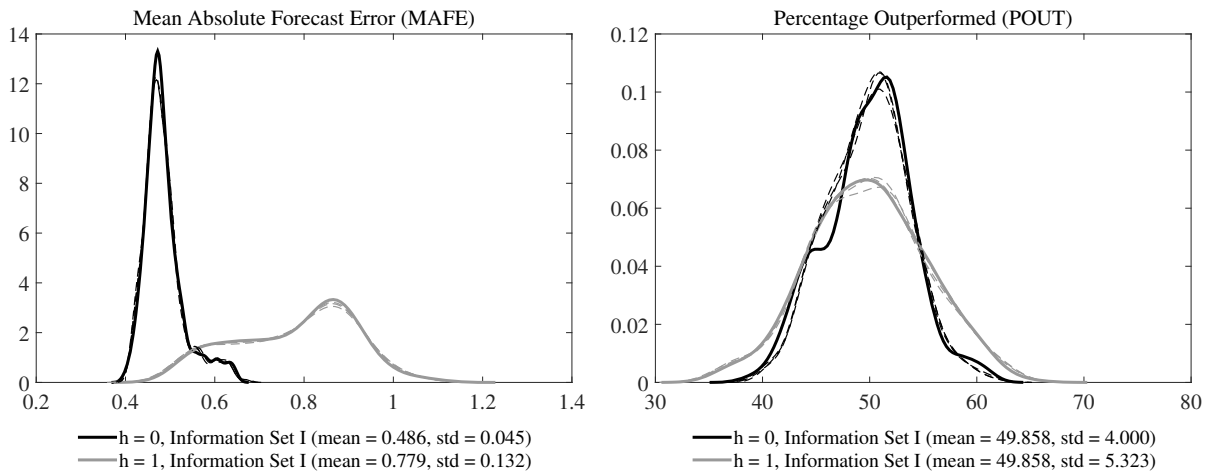 Mean Absolute Forecast Error (MAFE)
14
12
10
8
6
4
2
0
0.2 0.4 0.6 0.8 1 1.2 1.4
h = 0, Information Set I (mean = 0.486, std = 0.045)
h = 1, Information Set I (mean = 0.779, std = 0.132)
Percentage Outperformed (POUT)
0.12
0.1
0.08
0.06
0.04
0.02
0
30 40 50 60 70 80
h = 0, Information Set I (mean = 49.858, std = 4.000)
h = 1, Information Set I (mean = 49.858, std = 5.323)